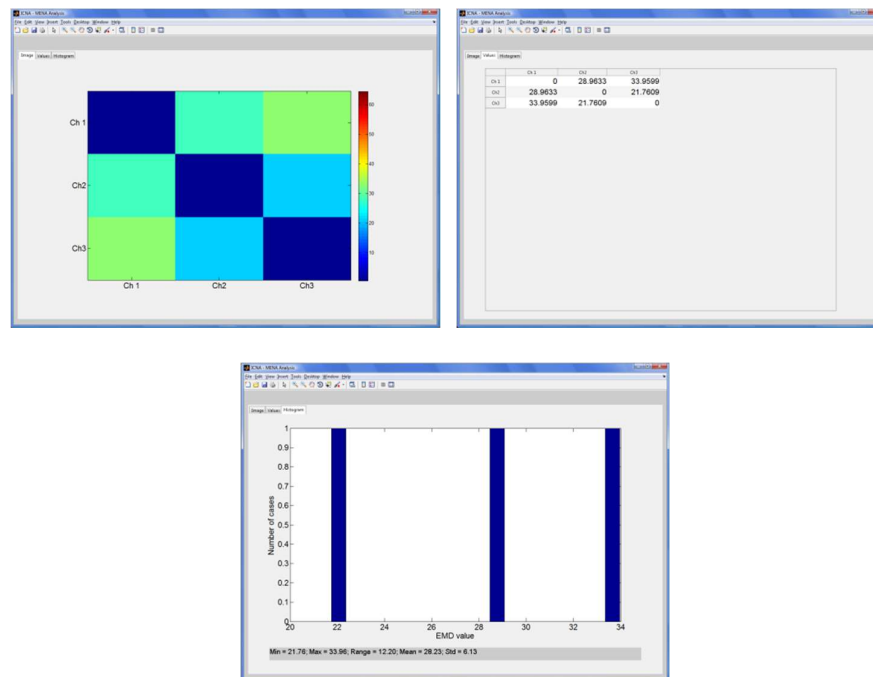 ICNA - MENA Analysis
File Edit View Insert Tools Desktop Window Help
Image Values Histogram
Ch 1
Ch2
Ch3
60
50
40
30
20
10
Ch 1 Ch2 Ch3
ICNA - MENA Analysis
File Edit View Insert Tools Desktop Window Help
Image Values Histogram
Ch 1 Ch2 Ch3
Ch 1 0 28.9633 33.9599
Ch2 28.9633 0 21.7609
Ch3 33.9599 21.7609 0
ICNA - MENA Analysis
File Edit View Insert Tools Desktop Window Help
Image Values Histogram
1
0.9
0.8
0.7
0.6
0.5
0.4
0.3
0.2
0.1
0
Number of cases
20 22 24 26 28 30 32 34
EMD value
Min = 21.76; Max = 33.96; Range = 12.20; Mean = 28.23; Std = 6.13